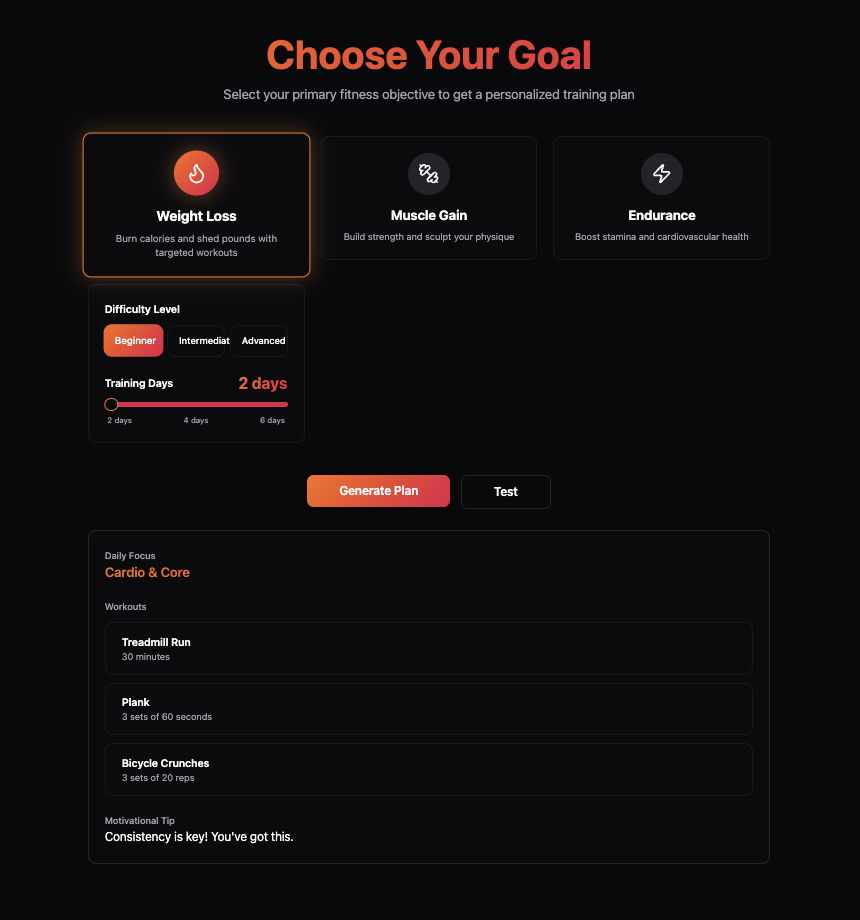 Choose Your Goal
Select your primary fitness objective to get a personalized training plan
Weight Loss
Burn calories and shed pounds with
targeted workouts
Muscle Gain
Build strength and sculpt your physique
Endurance
Boost stamina and cardiovascular health
Difficulty Level
Beginner
Intermediat
Advanced
Training Days
2 days
2 days
4 days
6 days
Generate Plan
Test
Daily Focus
Cardio & Core
Workouts
Treadmill Run
30 minutes
Plank
3 sets of 60 seconds
Bicycle Crunches
3 sets of 20 reps
Motivational Tip
Consistency is key! You've got this.